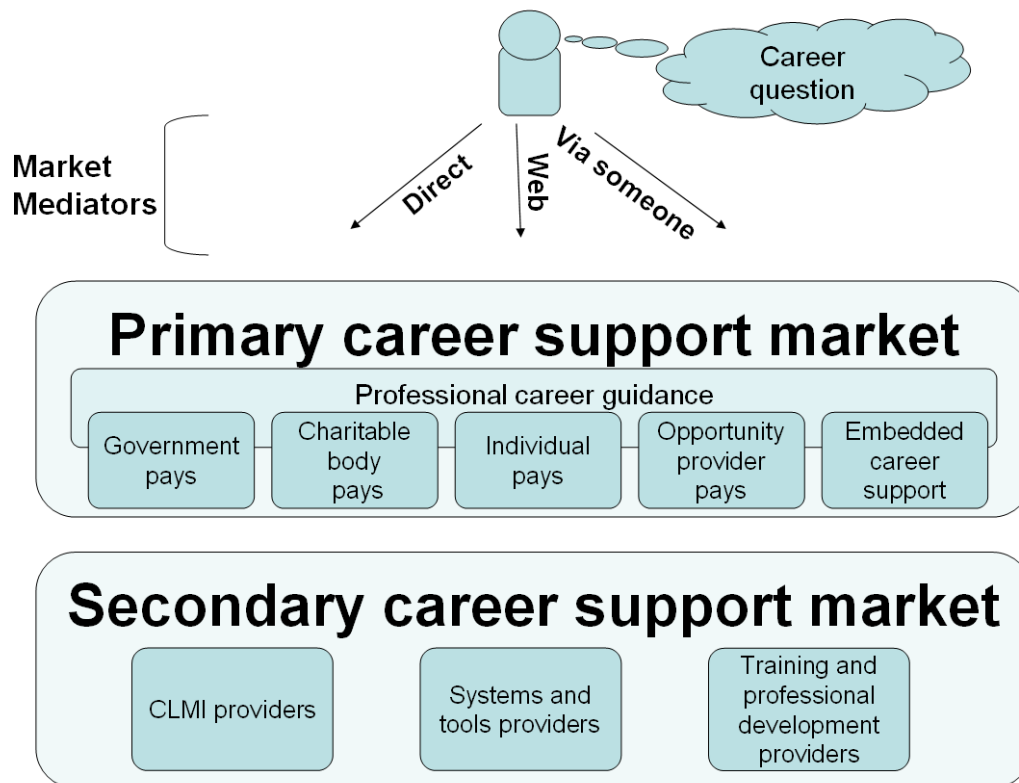 Career
question
Market
Mediators
Direct
Web
Via someone
Primary career support market
Professional career guidance
Government
pays
Charitable
body
pays
Individual
pays
Opportunity
provider
pays
Embedded
career
support
Secondary career support market
CLMI providers
Systems and
tools providers
Training and
professional
development
providers